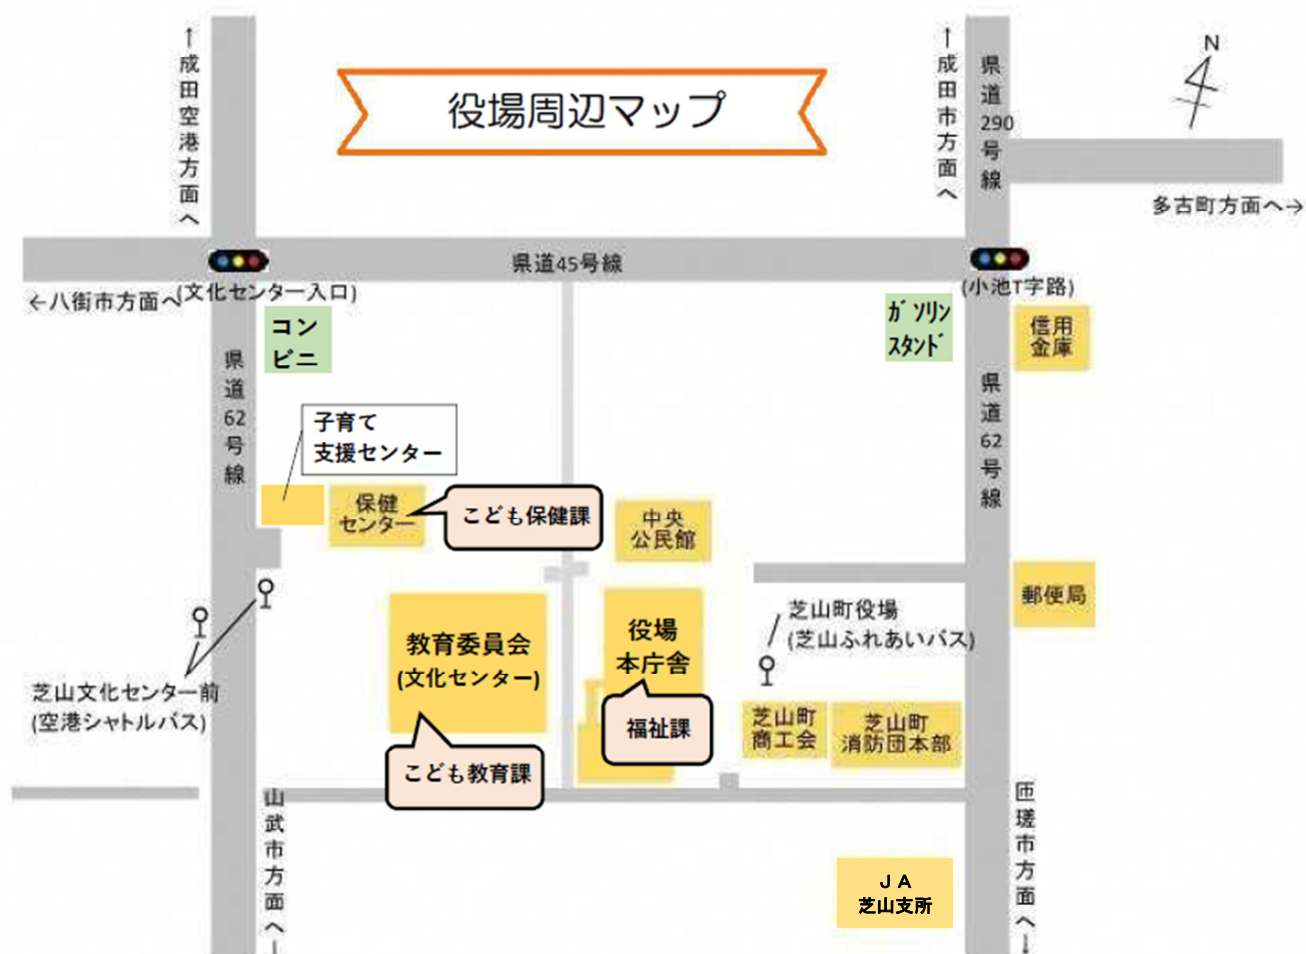 役場周辺マップ
↑成田空港方面へ
↑成田市方面へ
県道290号線
N
多古町方面へ→
県道45号線
←八街市方面へ
(文化センター入口)
(小池T字路)
コン
ビニ
ガソリン
スタンド
信用
金庫
県道62号線
県道62号線
子育て
支援センター
保健
センター
こども保健課
中央
公民館
郵便局
教育委員会
(文化センター)
役場
本庁舎
芝山町役場
(芝山ふれあいバス)
芝山文化センター前
(空港シャトルバス)
福祉課
芝山町
商工会
芝山町
消防団本部
こども教育課
山武市方面へ↓
匝瑳市方面へ↓
JA
芝山支所